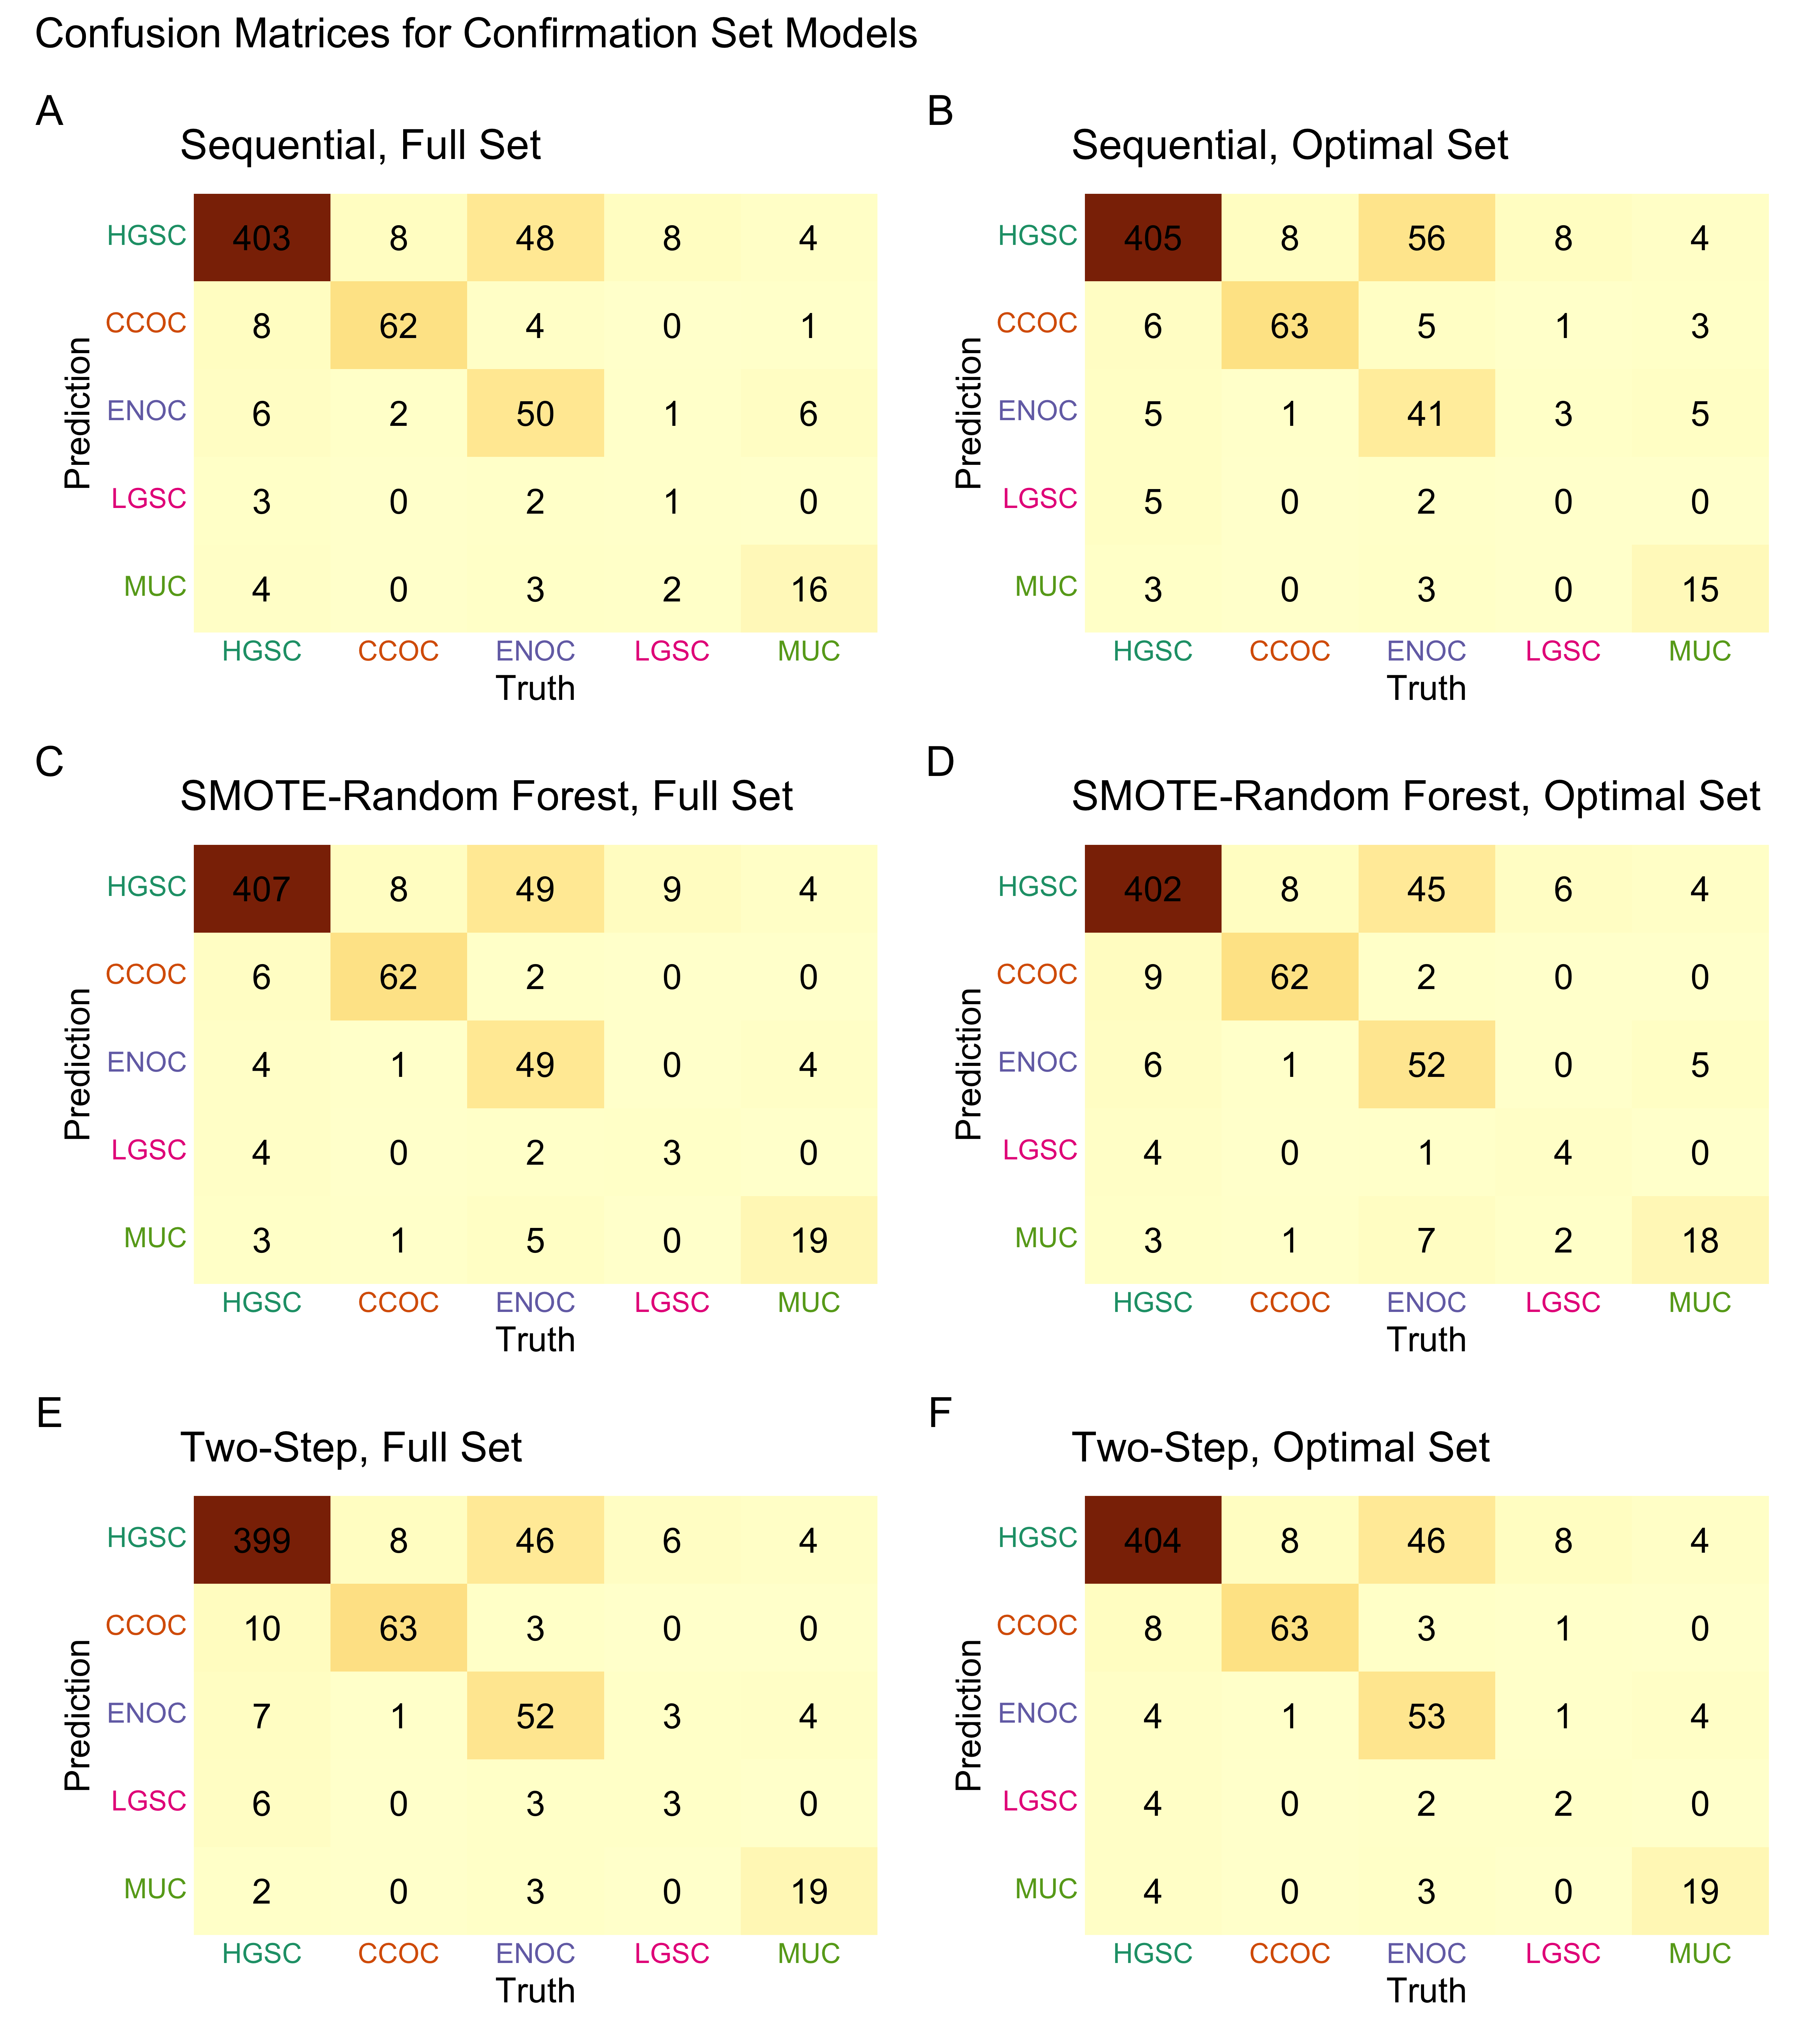 Confusion Matrices for Confirmation Set Models
A
Sequential, Full Set
Prediction
HGSC 403 8 48 8 4
CCOC 8 62 4 0 1
ENOC 6 2 50 1 6
LGSC 3 0 2 1 0
MUC 4 0 3 2 16
HGSC CCOC ENOC LGSC MUC
Truth
B
Sequential, Optimal Set
Prediction
HGSC 405 8 56 8 4
CCOC 6 63 5 1 3
ENOC 5 1 41 3 5
LGSC 5 0 2 0 0
MUC 3 0 3 0 15
HGSC CCOC ENOC LGSC MUC
Truth
C
SMOTE-Random Forest, Full Set
Prediction
HGSC 407 8 49 9 4
CCOC 6 62 2 0 0
ENOC 4 1 49 0 4
LGSC 4 0 2 3 0
MUC 3 1 5 0 19
HGSC CCOC ENOC LGSC MUC
Truth
D
SMOTE-Random Forest, Optimal Set
Prediction
HGSC 402 8 45 6 4
CCOC 9 62 2 0 0
ENOC 6 1 52 0 5
LGSC 4 0 1 4 0
MUC 3 1 7 2 18
HGSC CCOC ENOC LGSC MUC
Truth
E
Two-Step, Full Set
Prediction
HGSC 399 8 46 6 4
CCOC 10 63 3 0 0
ENOC 7 1 52 3 4
LGSC 6 0 3 3 0
MUC 2 0 3 0 19
HGSC CCOC ENOC LGSC MUC
Truth
F
Two-Step, Optimal Set
Prediction
HGSC 404 8 46 8 4
CCOC 8 63 3 1 0
ENOC 4 1 53 1 4
LGSC 4 0 2 2 0
MUC 4 0 3 0 19
HGSC CCOC ENOC LGSC MUC
Truth